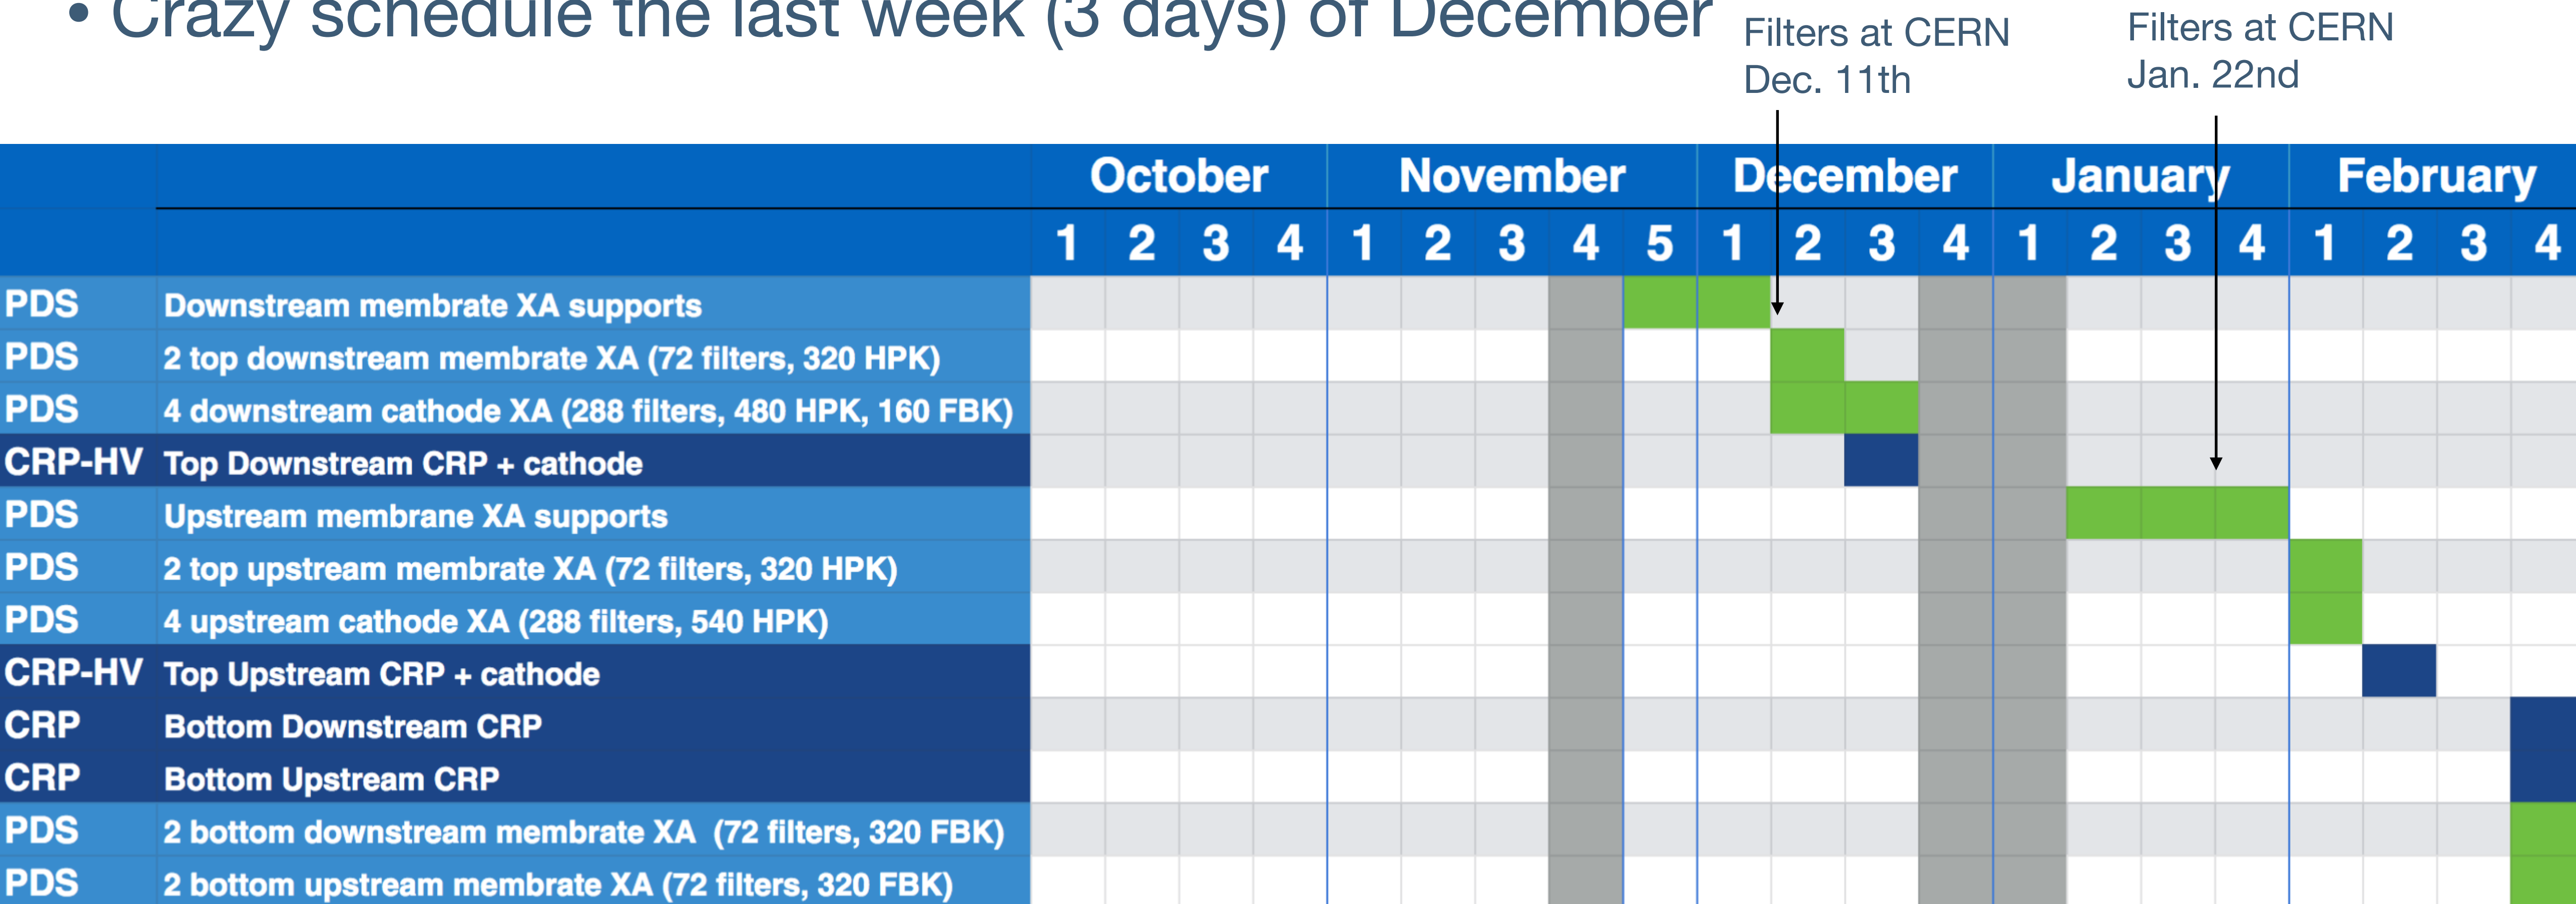 • Crazy schedule the last week (3 days) of December
Filters at CERN
Dec. 11th
Filters at CERN
Jan. 22nd
October November December January February
1 2 3 4 1 2 3 4 5 1 2 3 4 1 2 3 4 1 2 3 4
PDS Downstream membrate XA supports
PDS 2 top downstream membrate XA (72 filters, 320 HPK)
PDS 4 downstream cathode XA (288 filters, 480 HPK, 160 FBK)
CRP-HV Top Downstream CRP + cathode
PDS Upstream membrane XA supports
PDS 2 top upstream membrate XA (72 filters, 320 HPK)
PDS 4 upstream cathode XA (288 filters, 540 HPK)
CRP-HV Top Upstream CRP + cathode
CRP Bottom Downstream CRP
CRP Bottom Upstream CRP
PDS 2 bottom downstream membrate XA (72 filters, 320 FBK)
PDS 2 bottom upstream membrate XA (72 filters, 320 FBK)